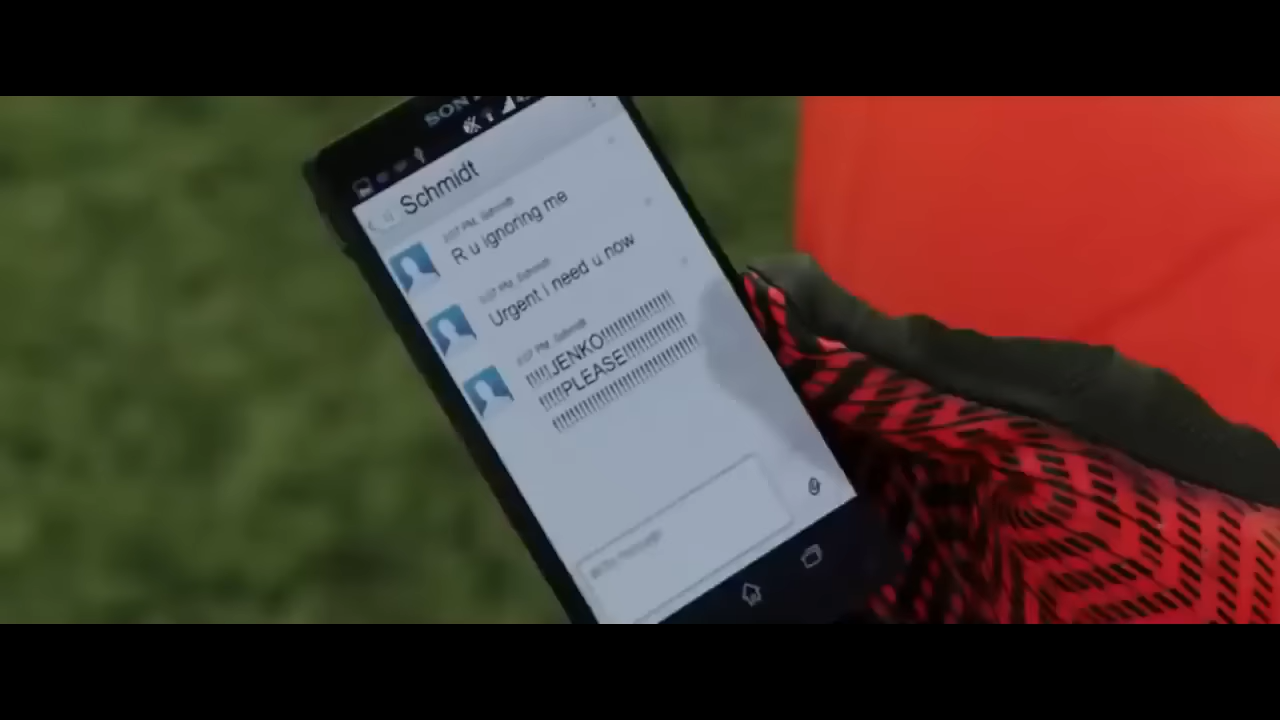 SONY
Schmidt
R u ignoring me
Urgent i need u now
!!!!!JENKO!!!!!!!!!!!!!!!
!!!!!PLEASE!!!!!!!!!!!!!
!!!!!!!!!!!!!!!!!!!!!!!!!!!!!!